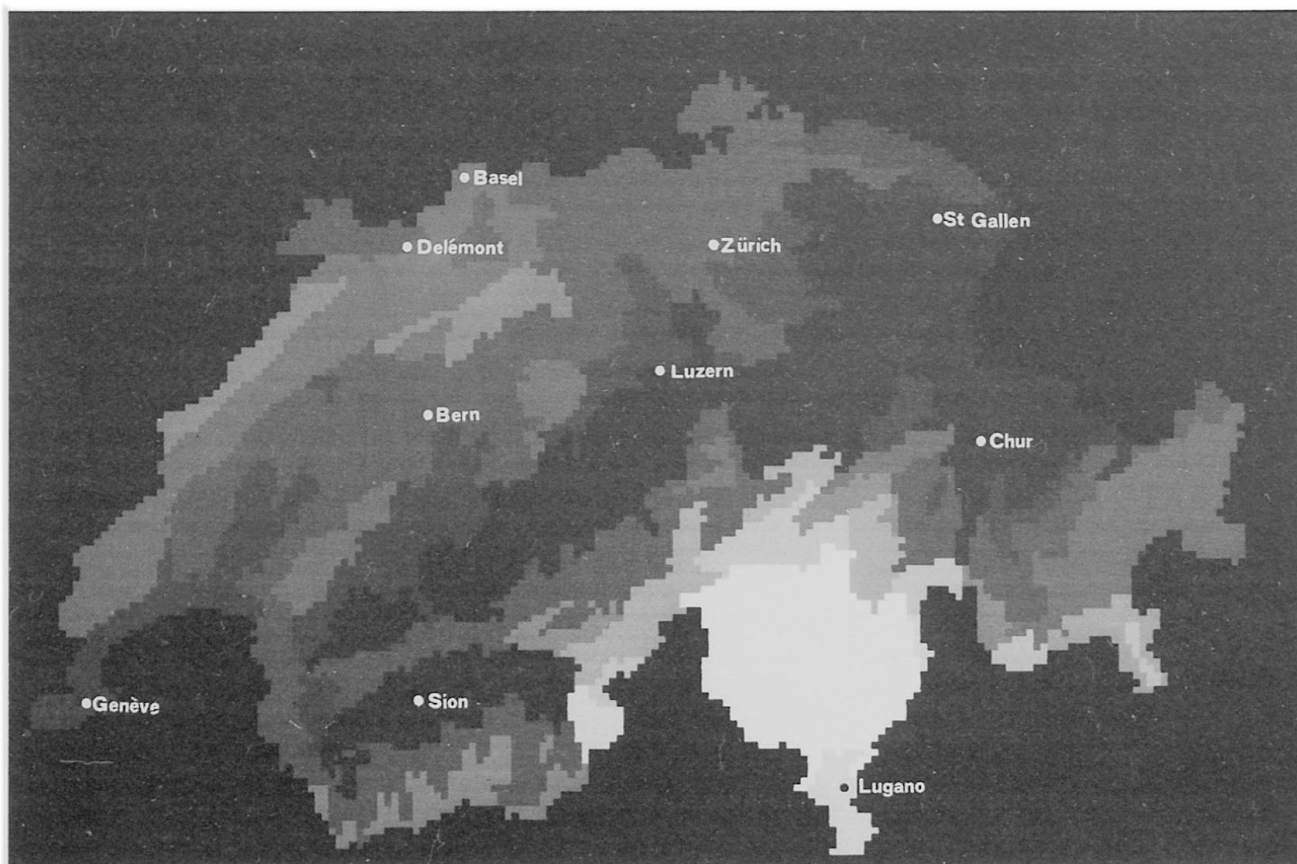 Basel
St Gallen
Delémont
Zürich
Luzern
Bern
Chur
Genève
Sion
Lugano